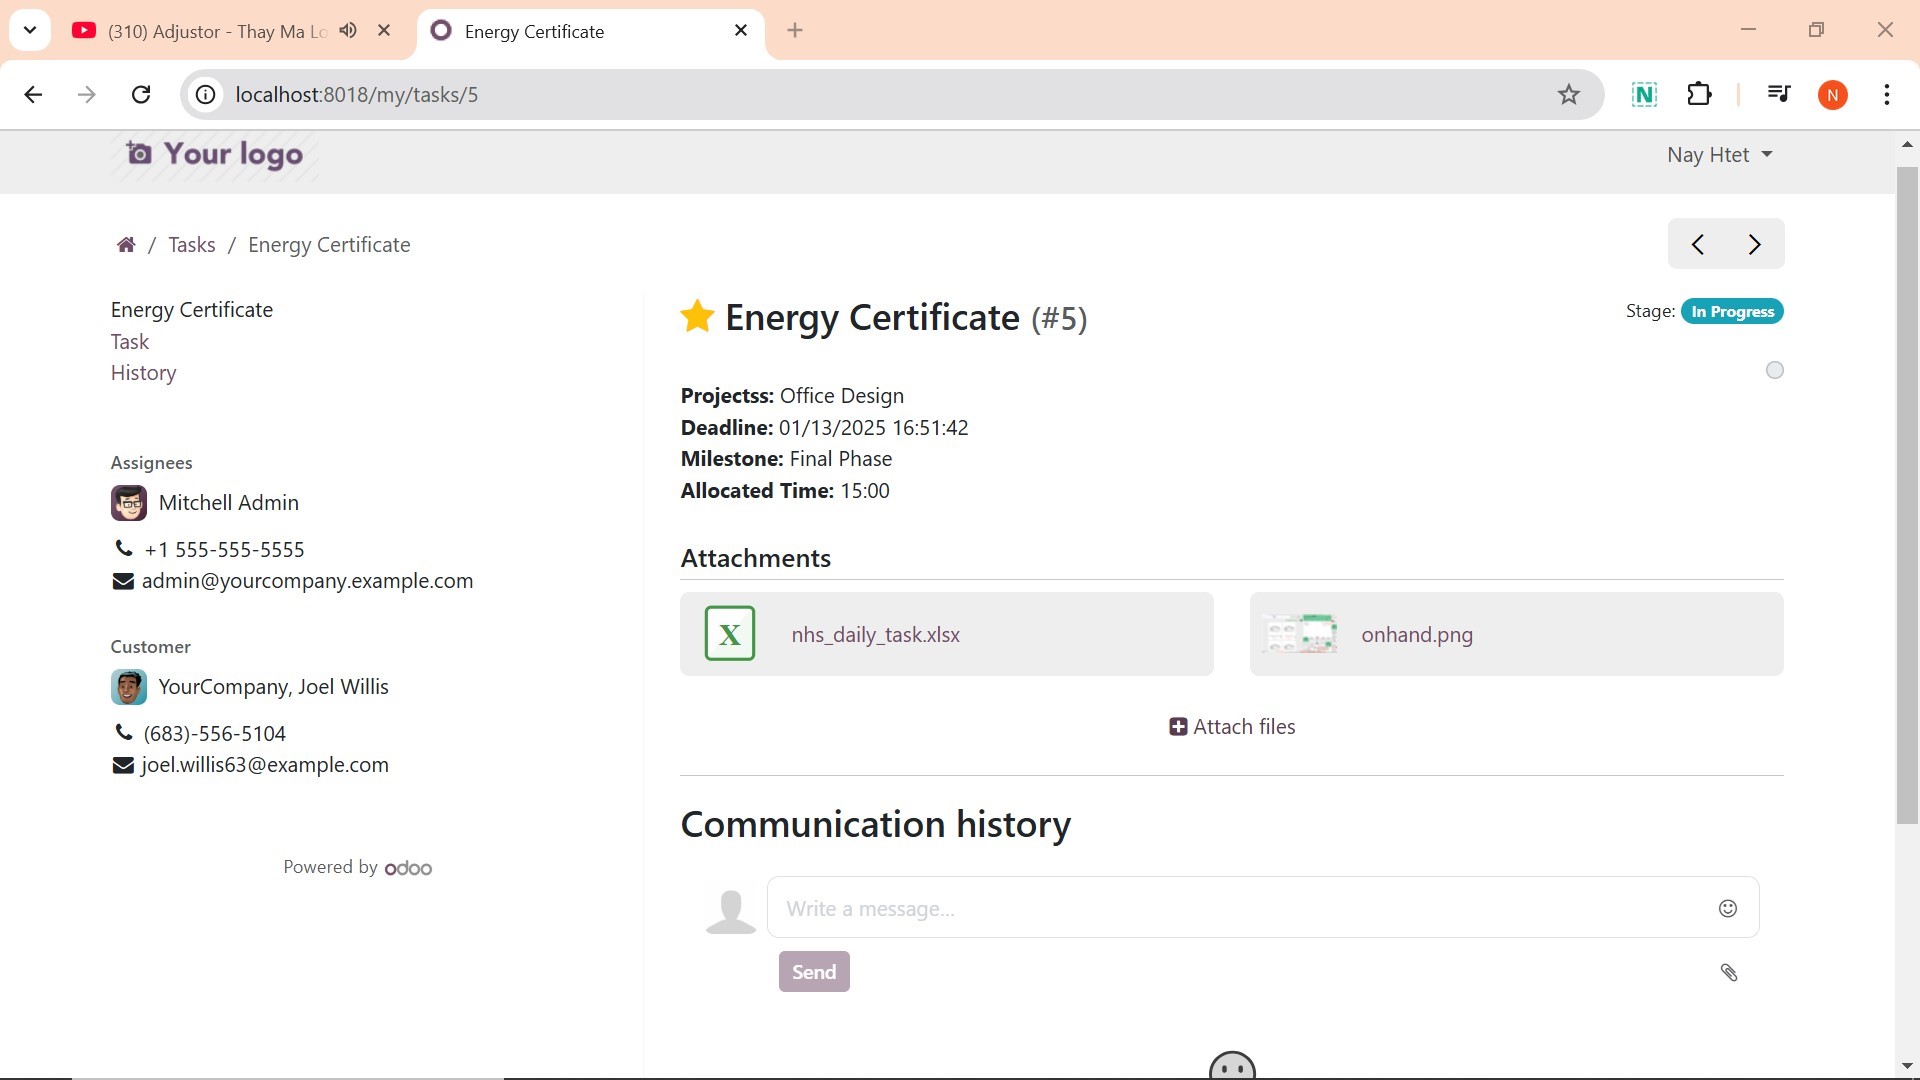 (310) Adjustor - Thay Ma Lo
Energy Certificate
localhost:8018/my/tasks/5
N
N
Your logo
Nay Htet
/ Tasks / Energy Certificate
Energy Certificate
Task
History
Assignees
Mitchell Admin
+1 555-555-5555
admin@yourcompany.example.com
Customer
YourCompany, Joel Willis
(683)-556-5104
joel.willis63@example.com
Powered by odoo
Energy Certificate (#5)
Stage: In Progress
Projectss: Office Design
Deadline: 01/13/2025 16:51:42
Milestone: Final Phase
Allocated Time: 15:00
Attachments
X
nhs_daily_task.xlsx
onhand.png
Attach files
Communication history
Write a message...
Send